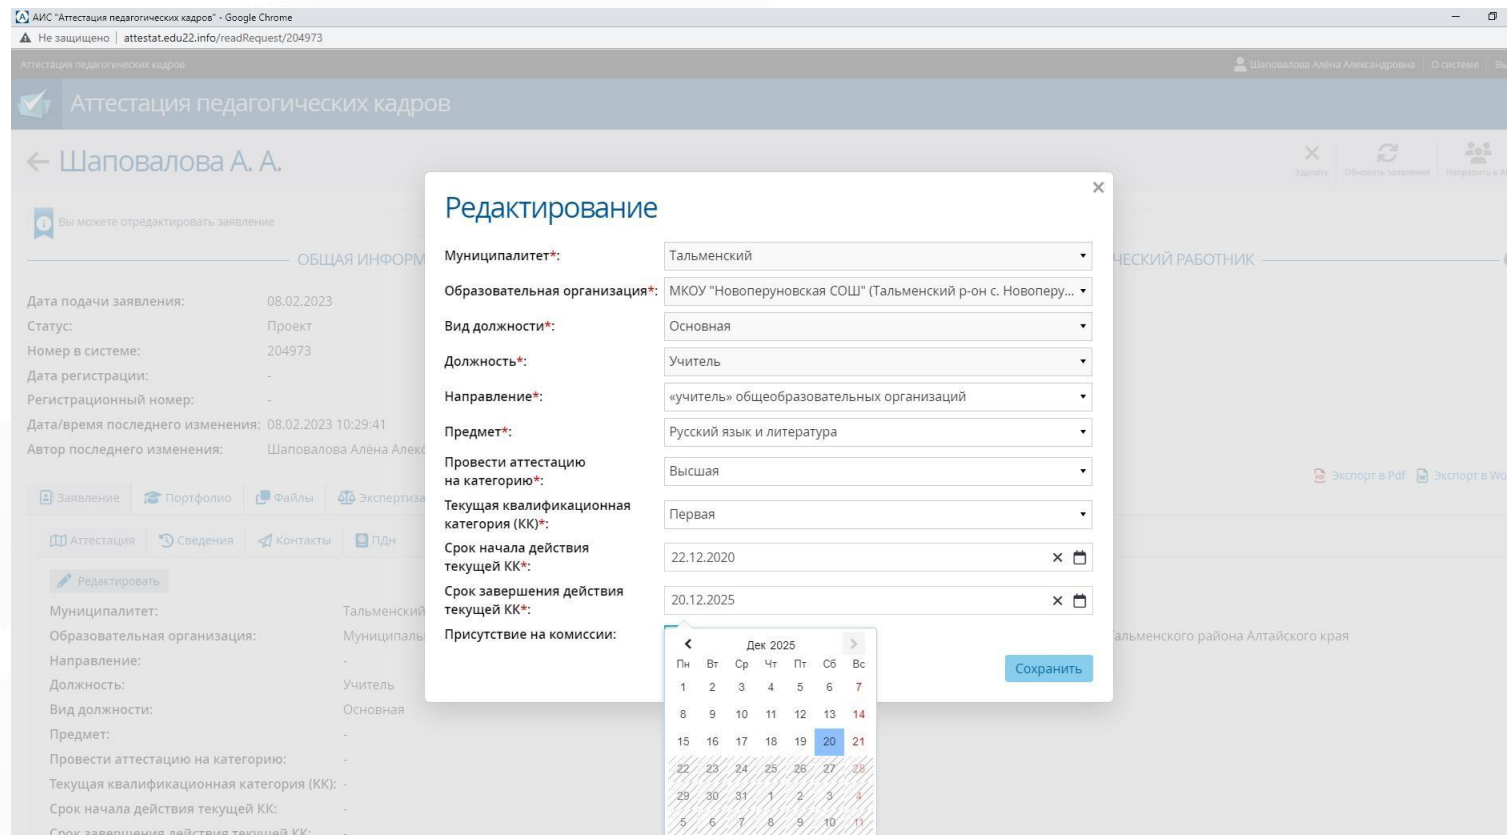 АИС "Аттестация педагогических кадров" - Google Chrome
Не защищено | attestat.edu22.info/readRequest/204973
Аттестация педагогических кадров
Шаповалова Алёна Александровна | О системе | Вы
Аттестация педагогических кадров
← Шаповалова А. А.
Удалить Обновить заявление Направить в А
Вы можете отредактировать заявление
ОБЩАЯ ИНФОРМ
ЧЕСКИЙ РАБОТНИК
Дата подачи заявления: 08.02.2023
Статус: Проект
Номер в системе: 204973
Дата регистрации: -
Регистрационный номер: -
Дата/время последнего изменения: 08.02.2023 10:29:41
Автор последнего изменения: Шаповалова Алёна Алекс
Экспорт в Pdf Экспорт в Wo
Заявление Портфолио Файлы Экспертиза
Аттестация Сведения Контакты ПДн
Редактировать
Муниципалитет: Тальменский
Образовательная организация: Муниципаль
альменского района Алтайского края
Направление: -
Должность: Учитель
Вид должности: Основная
Предмет: -
Провести аттестацию на категорию: -
Текущая квалификационная категория (КК): -
Срок начала действия текущей КК: -
Срок завершения действия текущей КК: -
Редактирование
Муниципалитет*: Тальменский
Образовательная организация*: МКОУ "Новоперуновская СОШ" (Тальменский р-он с. Новоперу...
Вид должности*: Основная
Должность*: Учитель
Направление*: «учитель» общеобразовательных организаций
Предмет*: Русский язык и литература
Провести аттестацию
на категорию*: Высшая
Текущая квалификационная
категория (КК)*: Первая
Срок начала действия
текущей КК*: 22.12.2020
Срок завершения действия
текущей КК*: 20.12.2025
Присутствие на комиссии:
Сохранить
Дек 2025
Пн Вт Ср Чт Пт Сб Вс
1 2 3 4 5 6 7
8 9 10 11 12 13 14
15 16 17 18 19 20 21
22 23 24 25 26 27 28
29 30 31 1 2 3 4
5 6 7 8 9 10 11